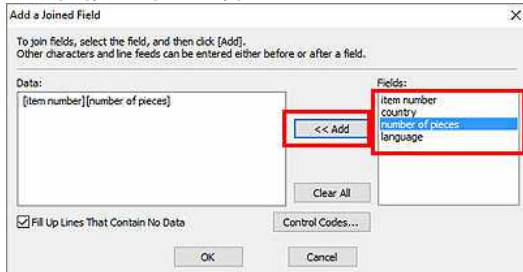 Add a Joined Field
To join fields, select the field, and then click [Add].
Other characters and line feeds can be entered either before or after a field.
Data:
Fields:
[item number][number of pieces]
<< Add
Clear All
item number
country
number of pieces
language
Fill Up Lines That Contain No Data
Control Codes...
OK
Cancel